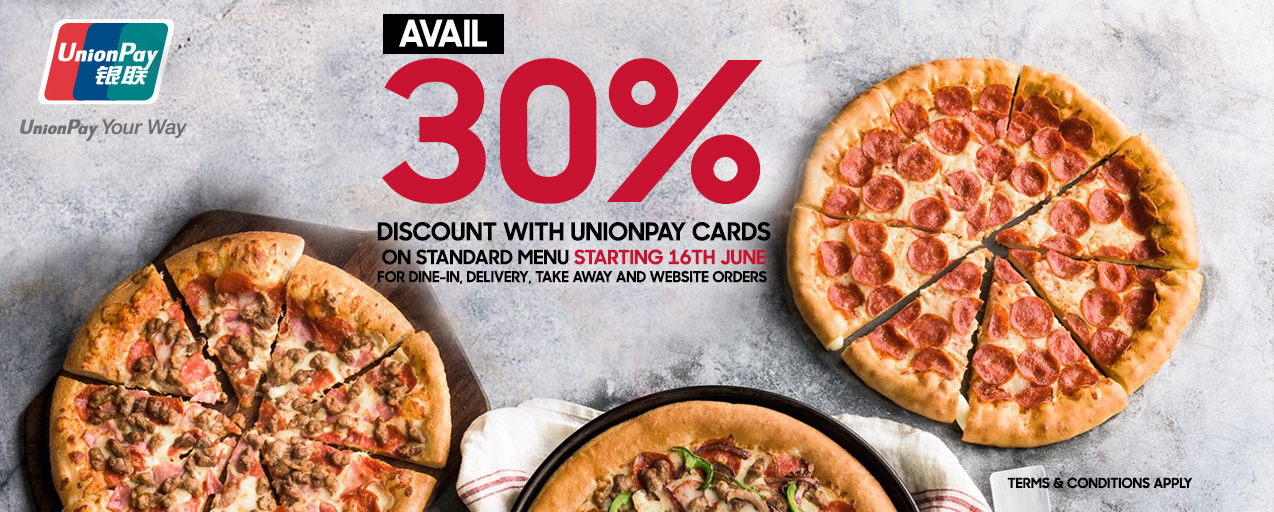 UnionPay
银联
UnionPay Your Way
AVAIL
30%
DISCOUNT WITH UNIONPAY CARDS
ON STANDARD MENU STARTING 16TH JUNE
FOR DINE-IN, DELIVERY, TAKE AWAY AND WEBSITE ORDERS
TERMS & CONDITIONS APPLY